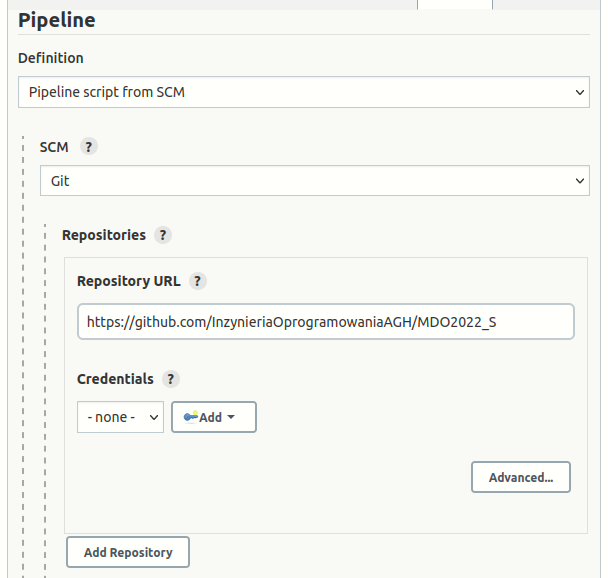 Pipeline
Definition
Pipeline script from SCM
SCM ?
Git
Repositories ?
Repository URL ?
https://github.com/InzynieriaOprogramowaniaAGH/MDO2022_S
Credentials ?
- none - Add
Advanced...
Add Repository